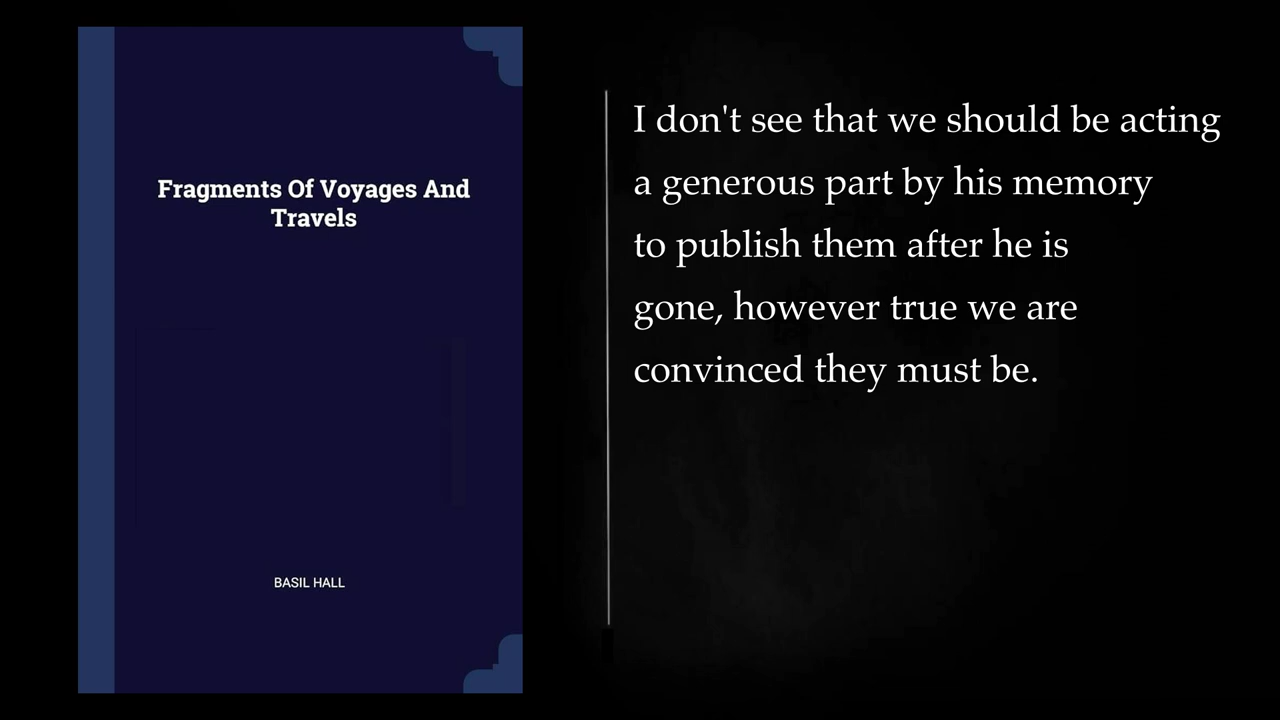 Fragments Of Voyages And
Travels
BASIL HALL
I don't see that we should be acting
a generous part by his memory
to publish them after he is
gone, however true we are
convinced they must be.